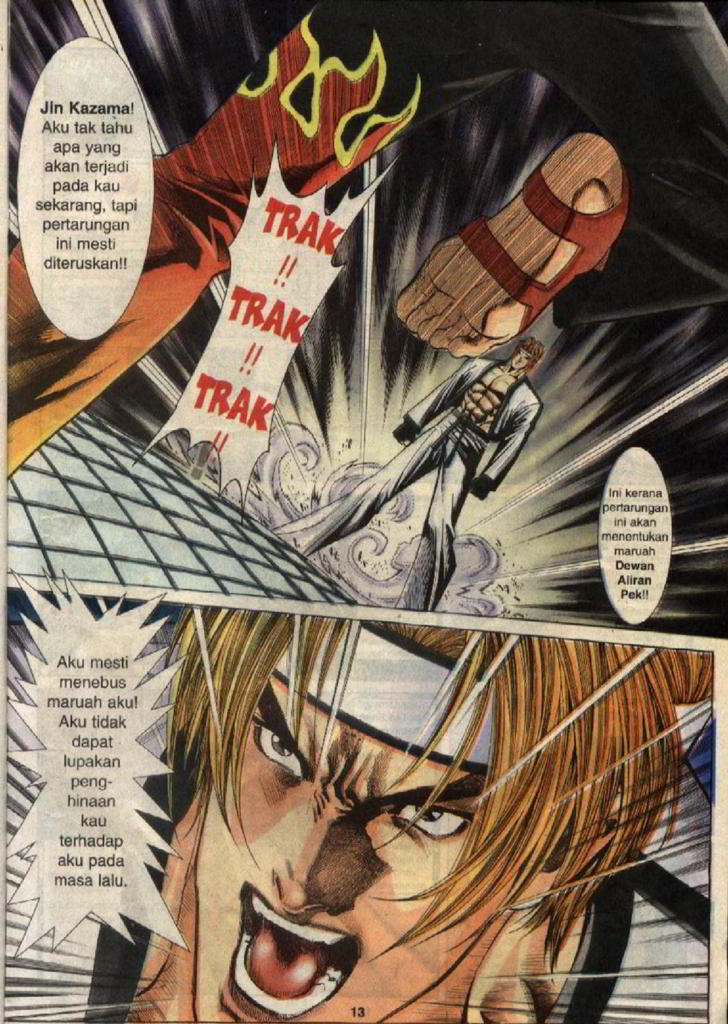 Jin Kazama!
Aku tak tahu
apa yang
akan terjadi
pada kau
sekarang, tapi
pertarungan
ini mesti
diteruskan!!
TRAK
!!
TRAK
!!
TRAK
!!
Ini kerana
pertarungan
ini akan
menentukan
maruah
Dewan
Aliran
Pek!!
Aku mesti
menebus
maruah aku!
Aku tidak
dapat
lupakan
peng-
hinaan
kau
terhadap
aku pada
masa lalu.
13